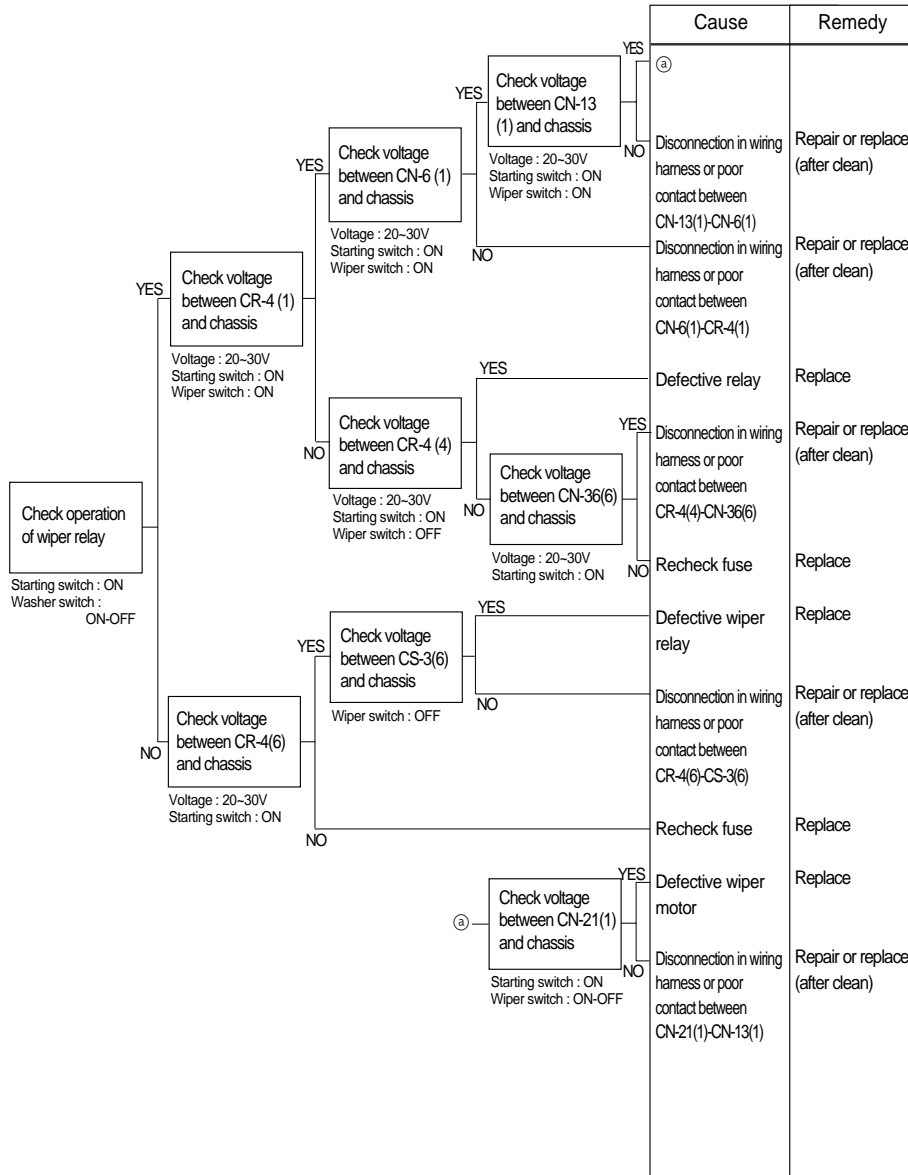 Cause
Remedy
Check operation
of wiper relay
Starting switch : ON
Washer switch :
ON-OFF
YES
Check voltage
between CR-4 (1)
and chassis
Voltage : 20~30V
Starting switch : ON
Wiper switch : ON
YES
Check voltage
between CN-6 (1)
and chassis
Voltage : 20~30V
Starting switch : ON
Wiper switch : ON
YES
Check voltage
between CN-13
(1) and chassis
Voltage : 20~30V
Starting switch : ON
Wiper switch : ON
YES
ⓐ
NO
Disconnection in wiring
harness or poor
contact between
CN-13(1)-CN-6(1)
Repair or replace
(after clean)
NO
Disconnection in wiring
harness or poor
contact between
CN-6(1)-CR-4(1)
Repair or replace
(after clean)
NO
Check voltage
between CR-4 (4)
and chassis
Voltage : 20~30V
Starting switch : ON
Wiper switch : OFF
YES
Defective relay
Replace
NO
Check voltage
between CN-36(6)
and chassis
Voltage : 20~30V
Starting switch : ON
YES
Disconnection in wiring
harness or poor
contact between
CR-4(4)-CN-36(6)
Repair or replace
(after clean)
NO
Recheck fuse
Replace
NO
Check voltage
between CR-4(6)
and chassis
Voltage : 20~30V
Starting switch : ON
YES
Check voltage
between CS-3(6)
and chassis
Wiper switch : OFF
YES
Defective wiper
relay
Replace
NO
Disconnection in wiring
harness or poor
contact between
CR-4(6)-CS-3(6)
Repair or replace
(after clean)
NO
Recheck fuse
Replace
ⓐ
Check voltage
between CN-21(1)
and chassis
Starting switch : ON
Wiper switch : ON-OFF
YES
Defective wiper
motor
Replace
NO
Disconnection in wiring
harness or poor
contact between
CN-21(1)-CN-13(1)
Repair or replace
(after clean)